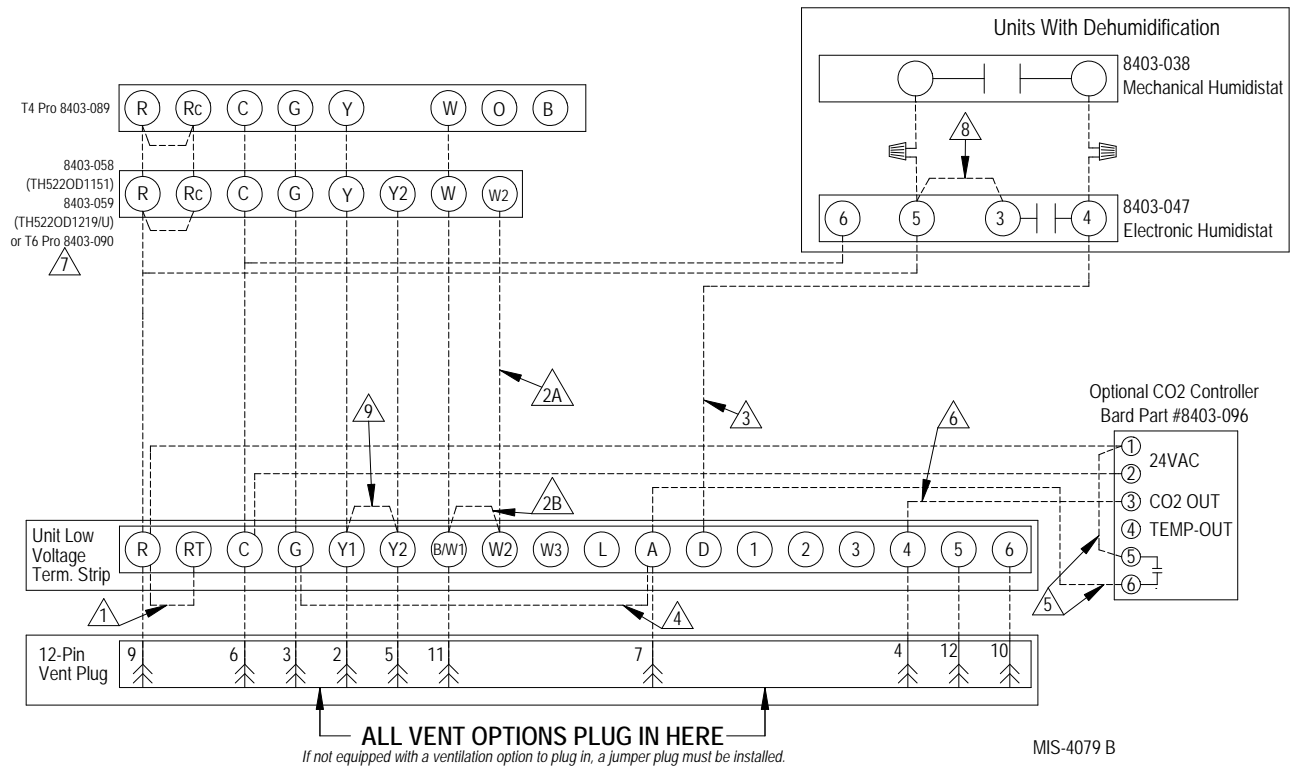 Units With Dehumidification
8403-038
Mechanical Humidistat
T4 Pro 8403-089
R Rc C G Y W O B
8
8403-058
(TH522OD1151)
8403-059
(TH522OD1219/U)
or T6 Pro 8403-090
7
R Rc C G Y Y2 W W2
6 5 3 4
8403-047
Electronic Humidistat
2A
9
3
6
2B
Optional CO2 Controller
Bard Part #8403-096
1
2
24VAC
3 CO2 OUT
4 TEMP-OUT
5
6
5
Unit Low
Voltage
Term. Strip
R RT C G Y1 Y2 B/W1 W2 W3 L A D 1 2 3 4 5 6
1
4
12-Pin
Vent Plug
9 6 3 2 5 11 7 4 12 10
ALL VENT OPTIONS PLUG IN HERE
If not equipped with a ventilation option to plug in, a jumper plug must be installed.
MIS-4079 B